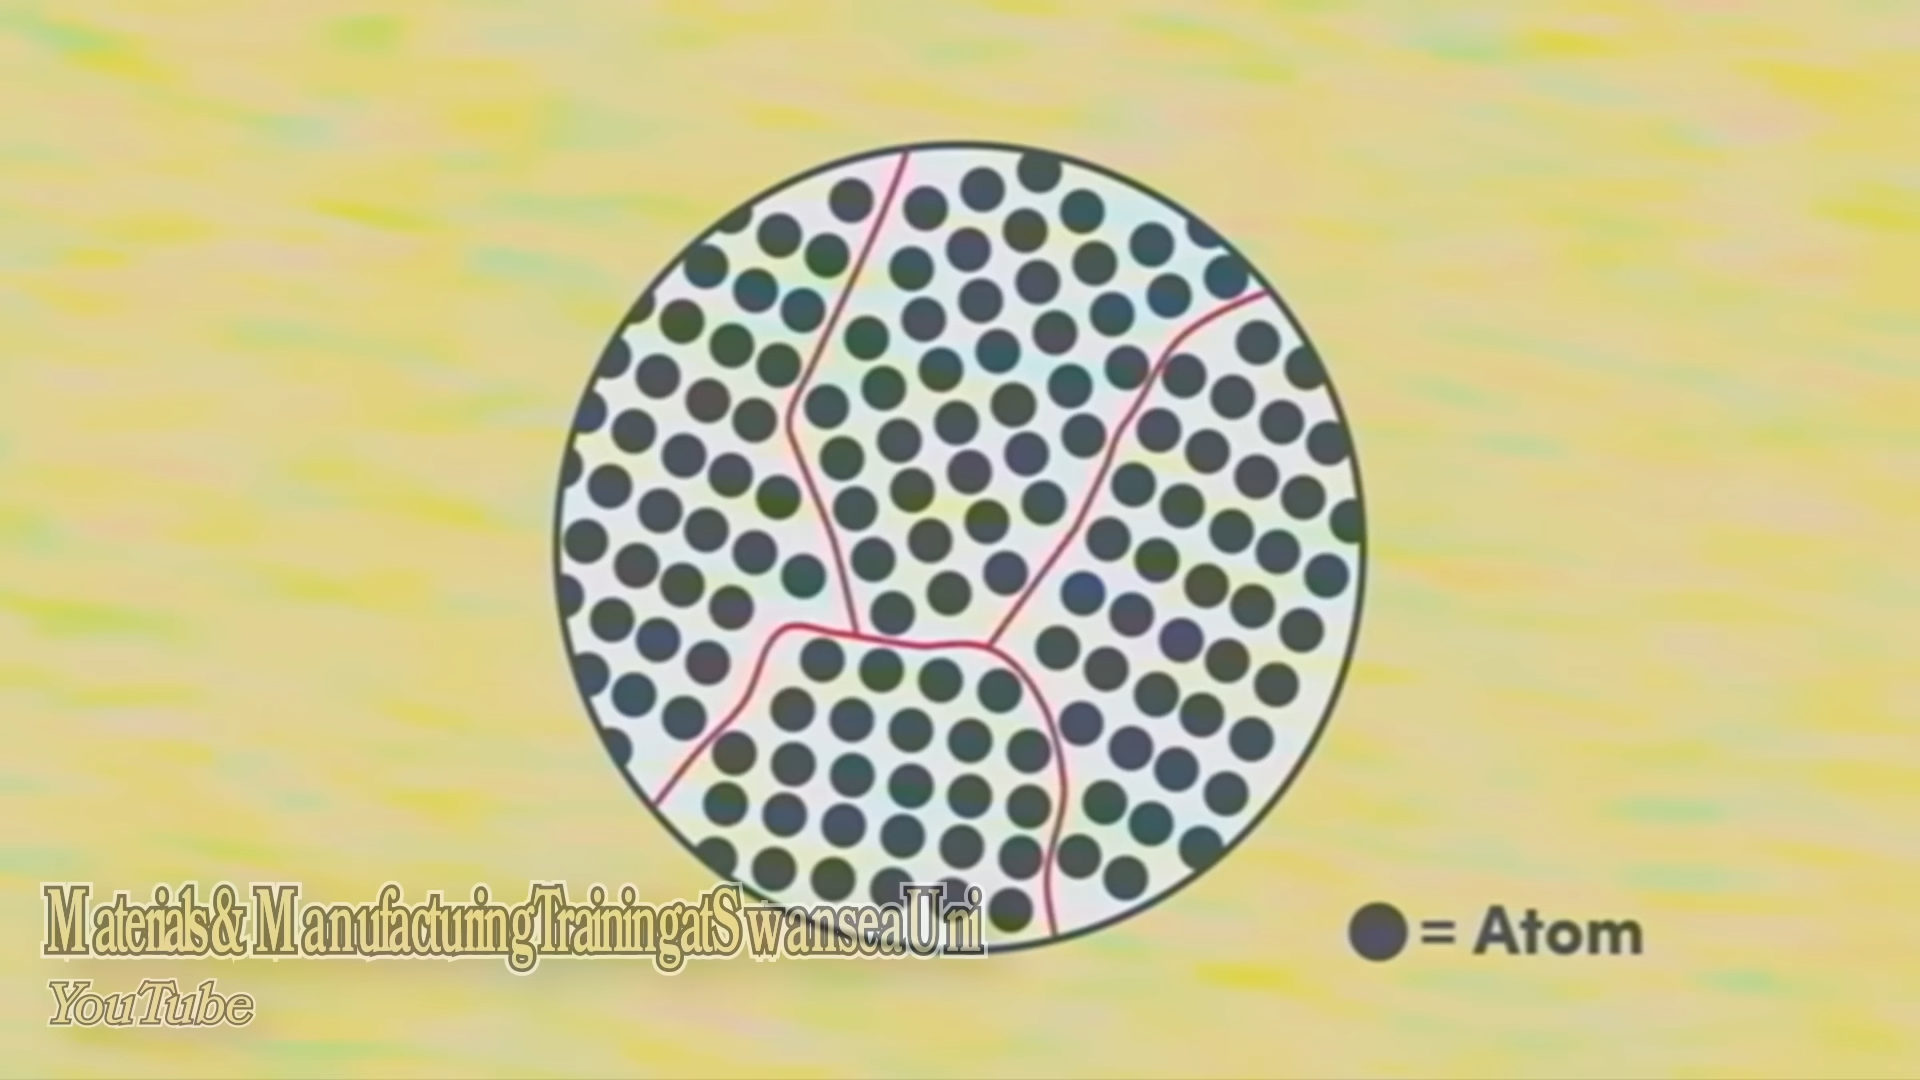 Materials & Manufacturing Training at Swansea Uni
YouTube
= Atom